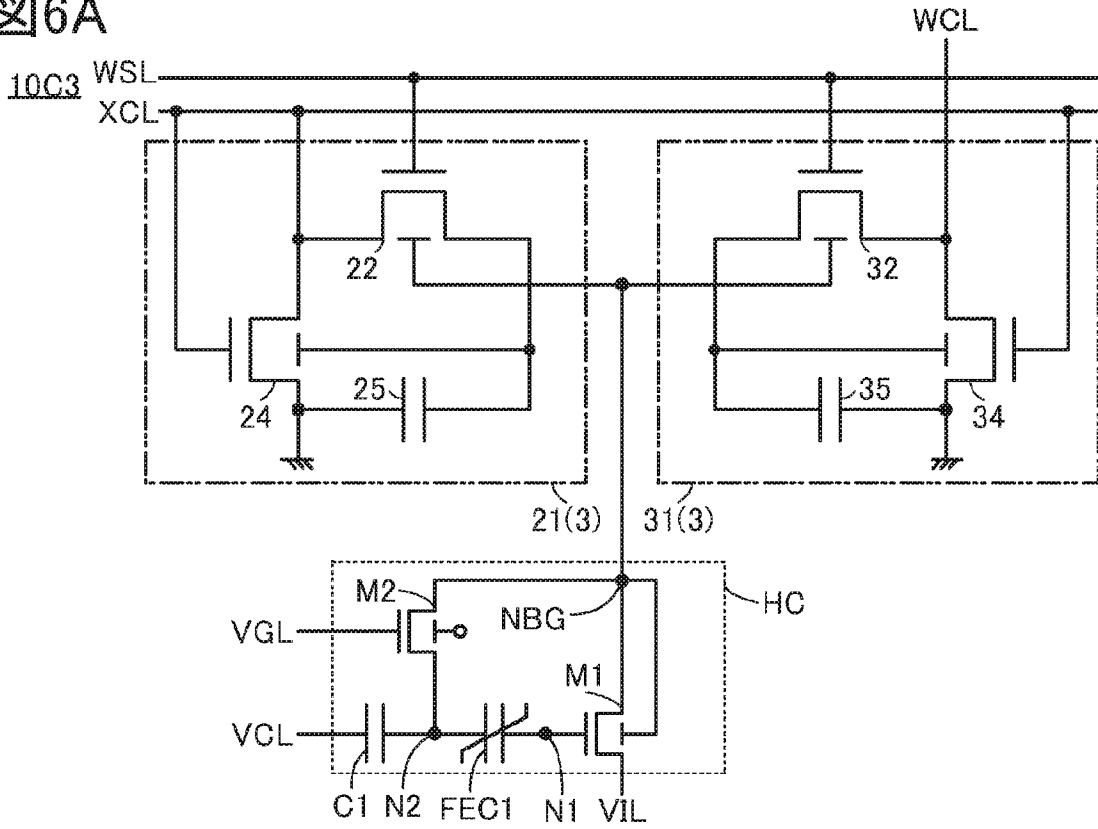 図6A
WCL
10C3
WSL
XCL
22
32
24
25
35
34
21(3)
31(3)
M2
NBG
HC
VGL
M1
VCL
C1
N2
FEC1
N1
VIL